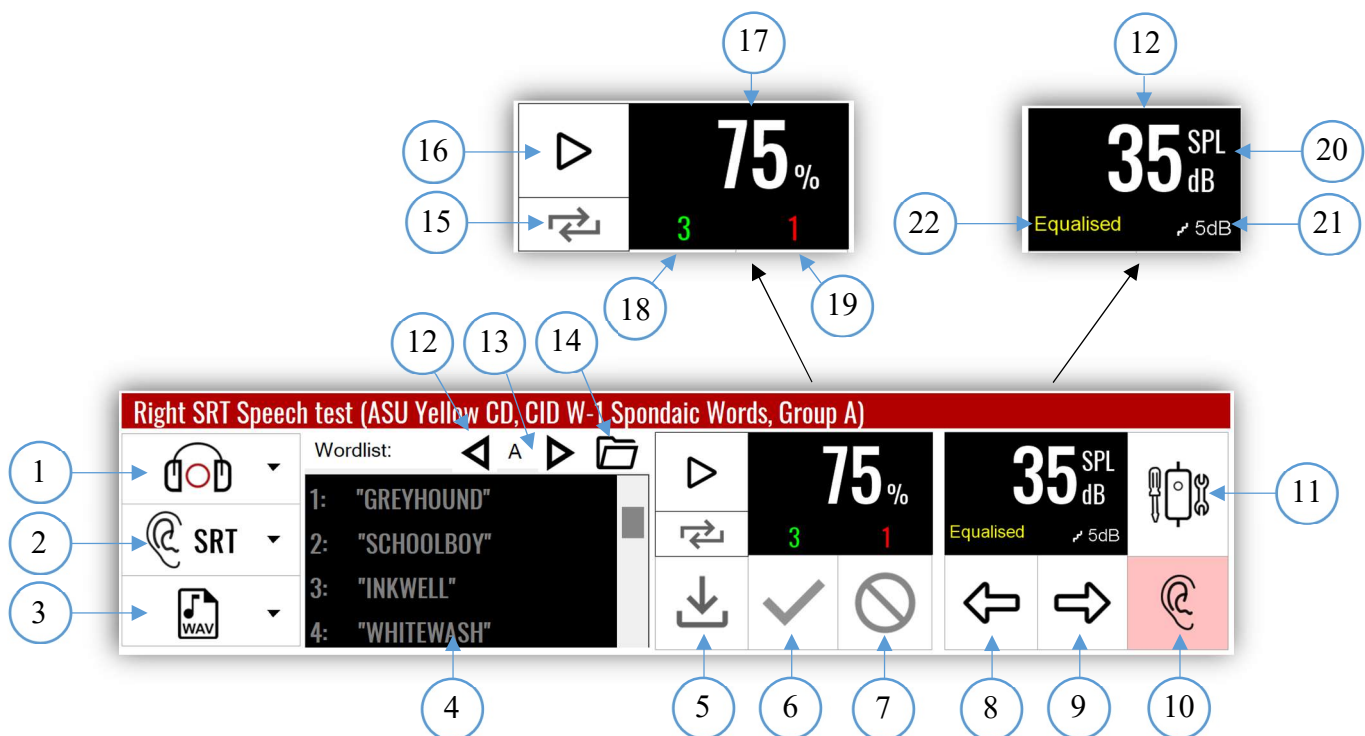 17
12
16
75
%
SPL
35
dB
20
15
3
1
22
Equalised
5dB
21
18
19
12
13
14
Right SRT Speech test (ASU Yellow CD, CID W-1 Spondaic Words, Group A)
1
Wordlist:
A
75
%
35
SPL
dB
11
1: "GREYHOUND"
2
SRT
2: "SCHOOLBOY"
3
1
Equalised
5dB
3
WAV
3: "INKWELL"
4: "WHITEWASH"
4
5
6
7
8
9
10